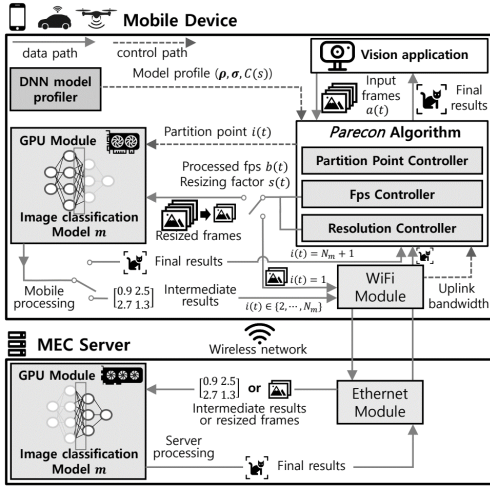 Mobile Device
data path
control path
Vision application
Model profile (ρ, σ, C(s))
DNN model
profiler
Input
frames
a(t)
Final
results
Parecon Algorithm
Partition point i(t)
GPU Module
Partition Point Controller
Processed fps b(t)
Resizing factor s(t)
Fps Controller
Resolution Controller
Image classification
Model m
Resized frames
i(t) = N_m + 1
Final results
i(t) = 1
WiFi
Module
Mobile
processing
[0.9 2.5
2.7 1.3]
Intermediate
results
i(t) ∈ {2, ⋯, N_m}
Uplink
bandwidth
Wireless network
MEC Server
GPU Module
[0.9 2.5
2.7 1.3]
or
Intermediate results
or resized frames
Ethernet
Module
Image classification
Model m
Server
processing
Final results